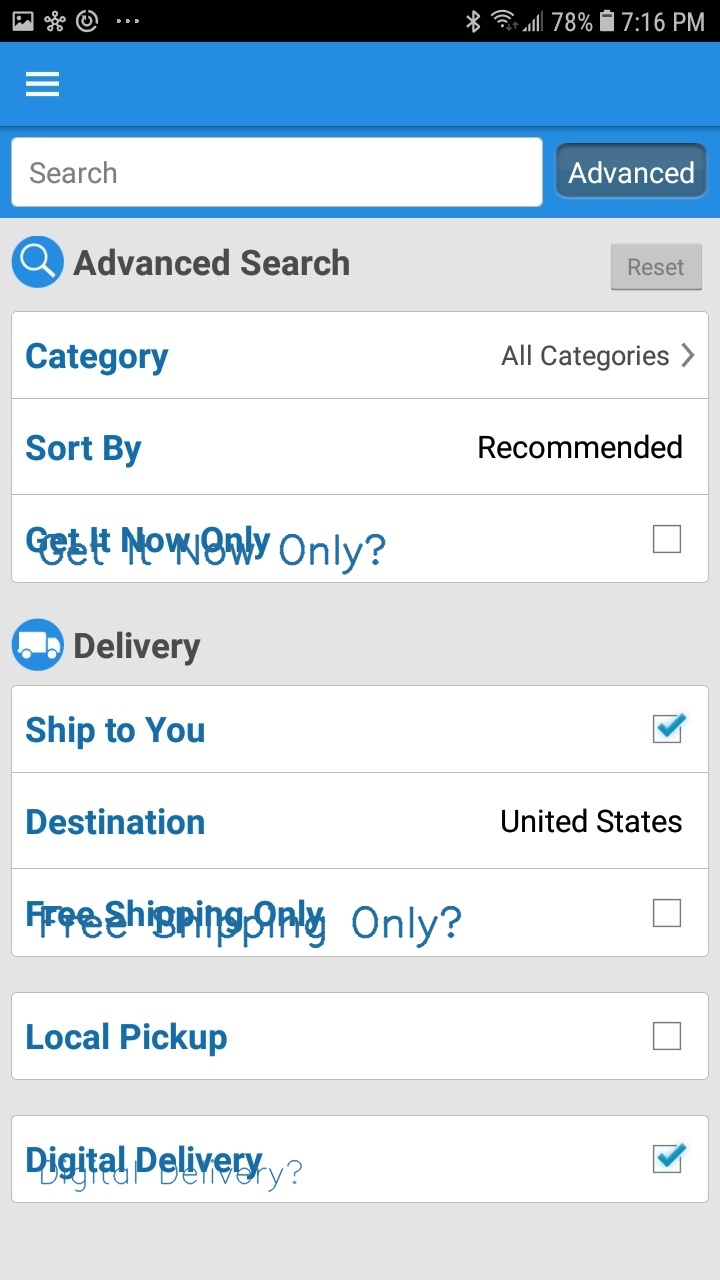 78% 7:16 PM
Search
Advanced
Advanced Search
Reset
Category
All Categories
Sort By
Recommended
Get It Now Only
Get It Now Only?
Delivery
Ship to You
Destination
United States
Free Shipping Only
Free Shipping Only?
Local Pickup
Digital Delivery
Digital Delivery?